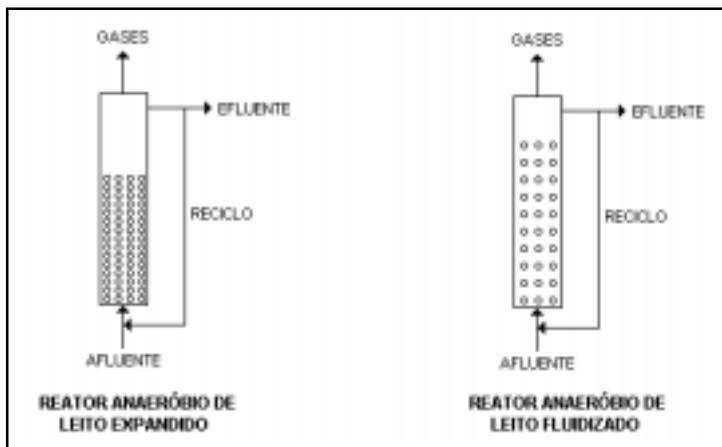 GASES
EFLUENTE
RECICLO
AFLUENTE
REATOR ANAERÓBIO DE
LEITO EXPANDIDO
GASES
EFLUENTE
RECICLO
AFLUENTE
REATOR ANAERÓBIO DE
LEITO FLUIDIZADO